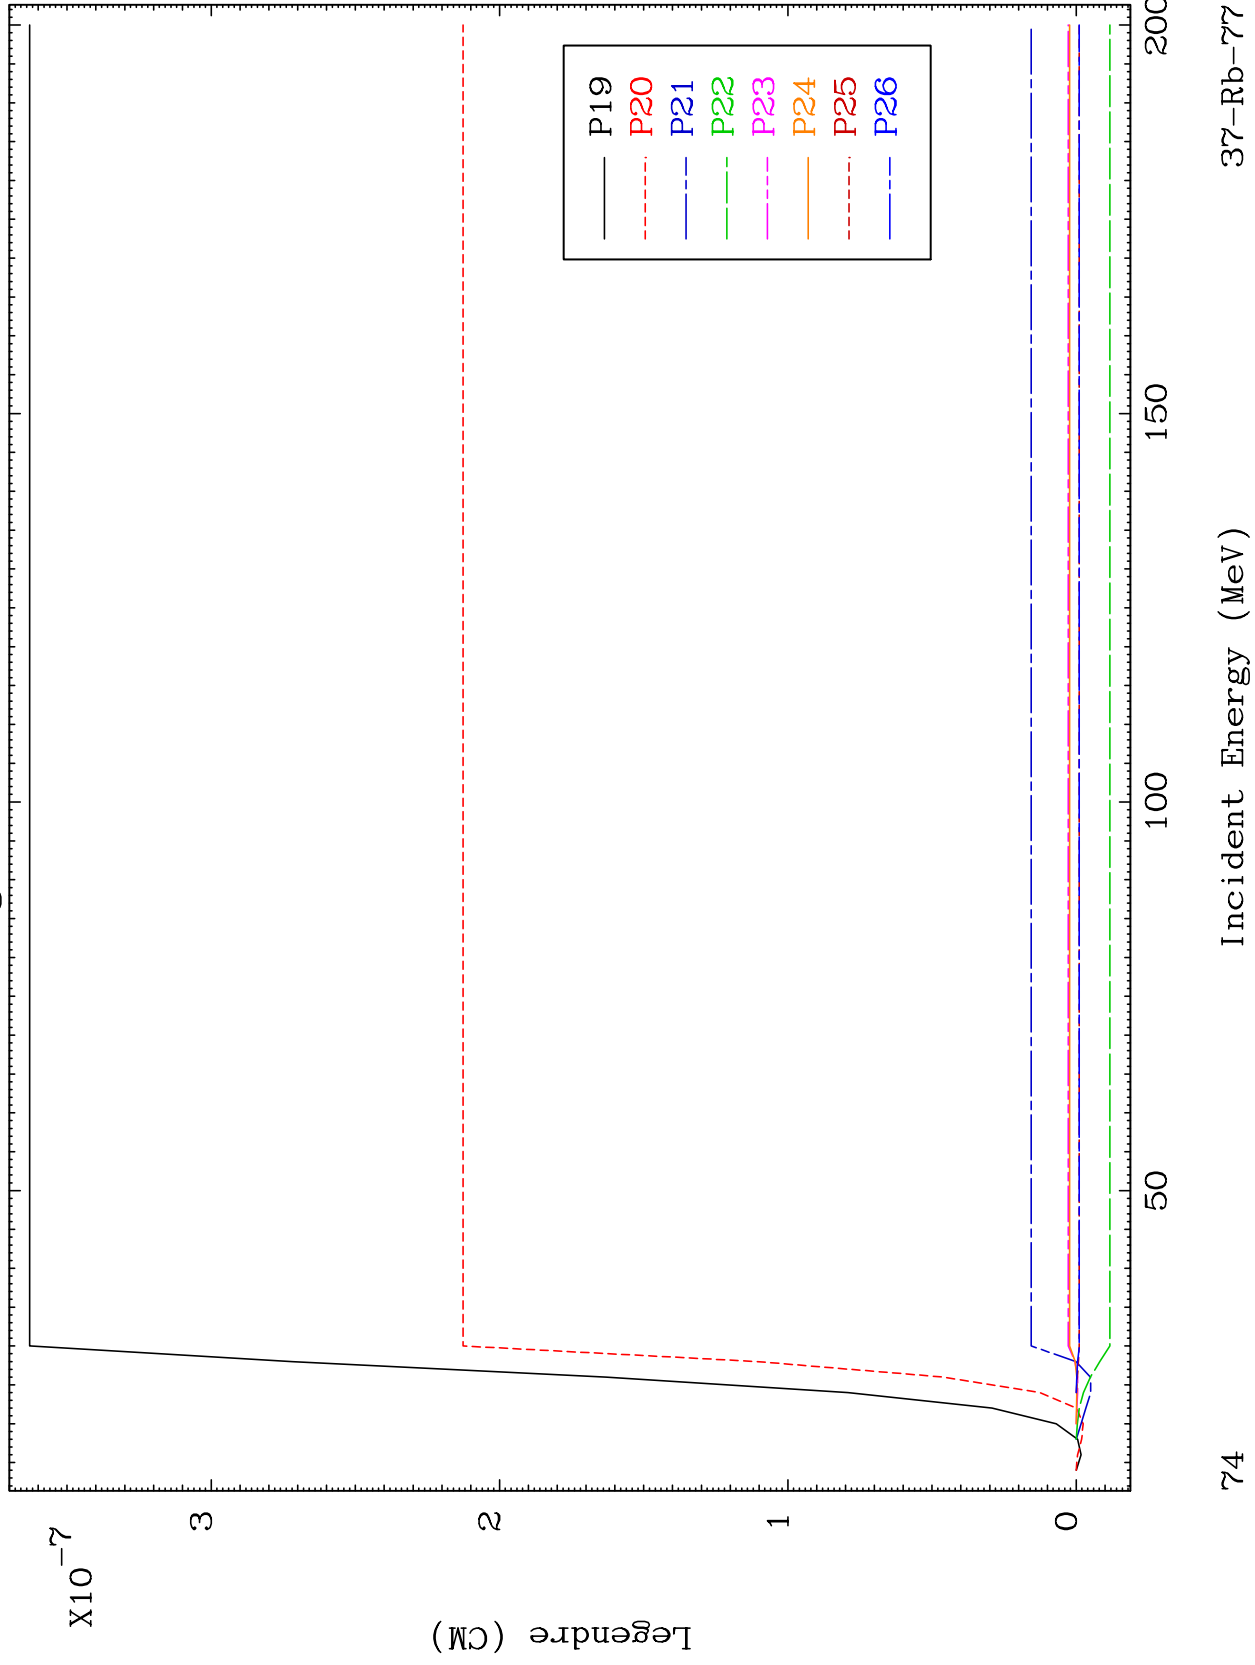 X10-7
Legendre (CM)
3
2
1
0
P19
P20
P21
P22
P23
P24
P25
P26
50
100
150
200
Incident Energy (MeV)
74
37-Rb-77